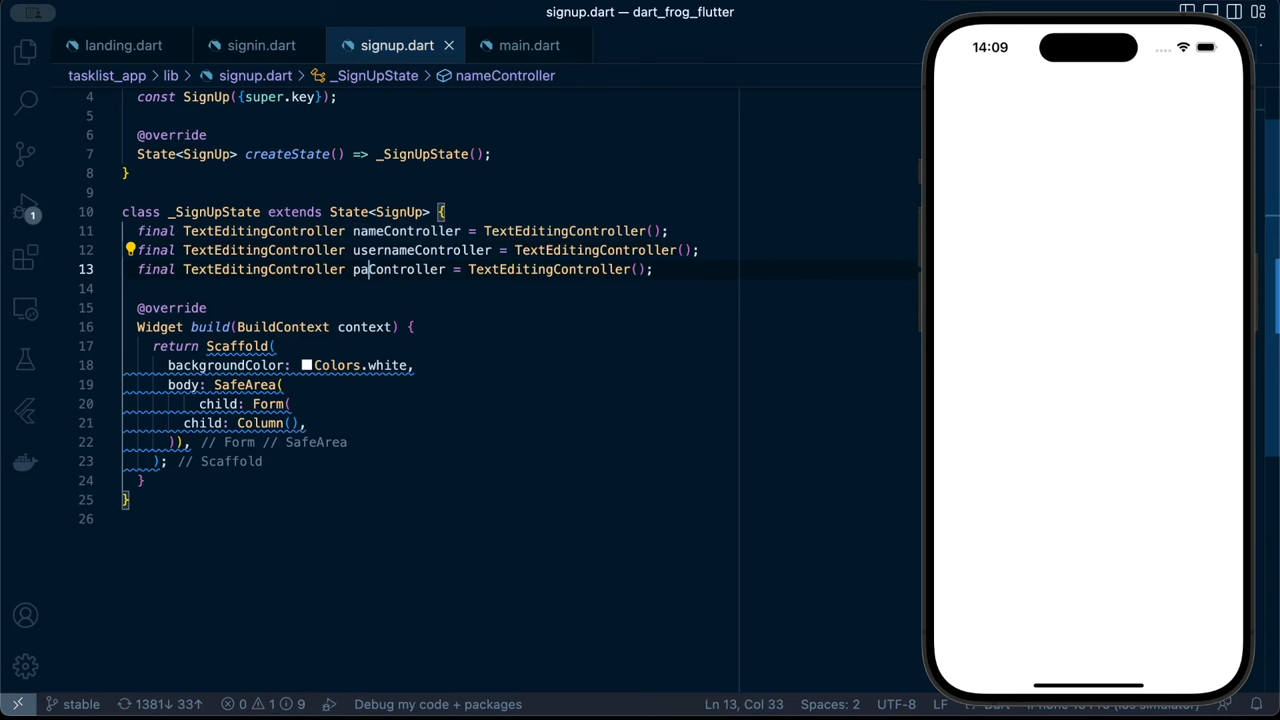 signup.dart — dart_frog_flutter
landing.dart signin.dart signup.dart main.dart
tasklist_app > lib > signup.dart > _SignUpState > nameController
4 const SignUp({super.key});
5
6 @override
7 State<SignUp> createState() => _SignUpState();
8 }
9
10 class _SignUpState extends State<SignUp> {
11 final TextEditingController nameController = TextEditingController();
12 final TextEditingController usernameController = TextEditingController();
13 final TextEditingController paController = TextEditingController();
14
15 @override
16 Widget build(BuildContext context) {
17 return Scaffold(
18 backgroundColor: Colors.white,
19 body: SafeArea(
20 child: Form(
21 child: Column(),
22 )), // Form // SafeArea
23 ); // Scaffold
24 }
25 }
26
1
14:09
stable 1381↓ 33↑ 0 1 9 Debug my code + packages Ln 13, Col 33 Spaces: 2 UTF-8 LF